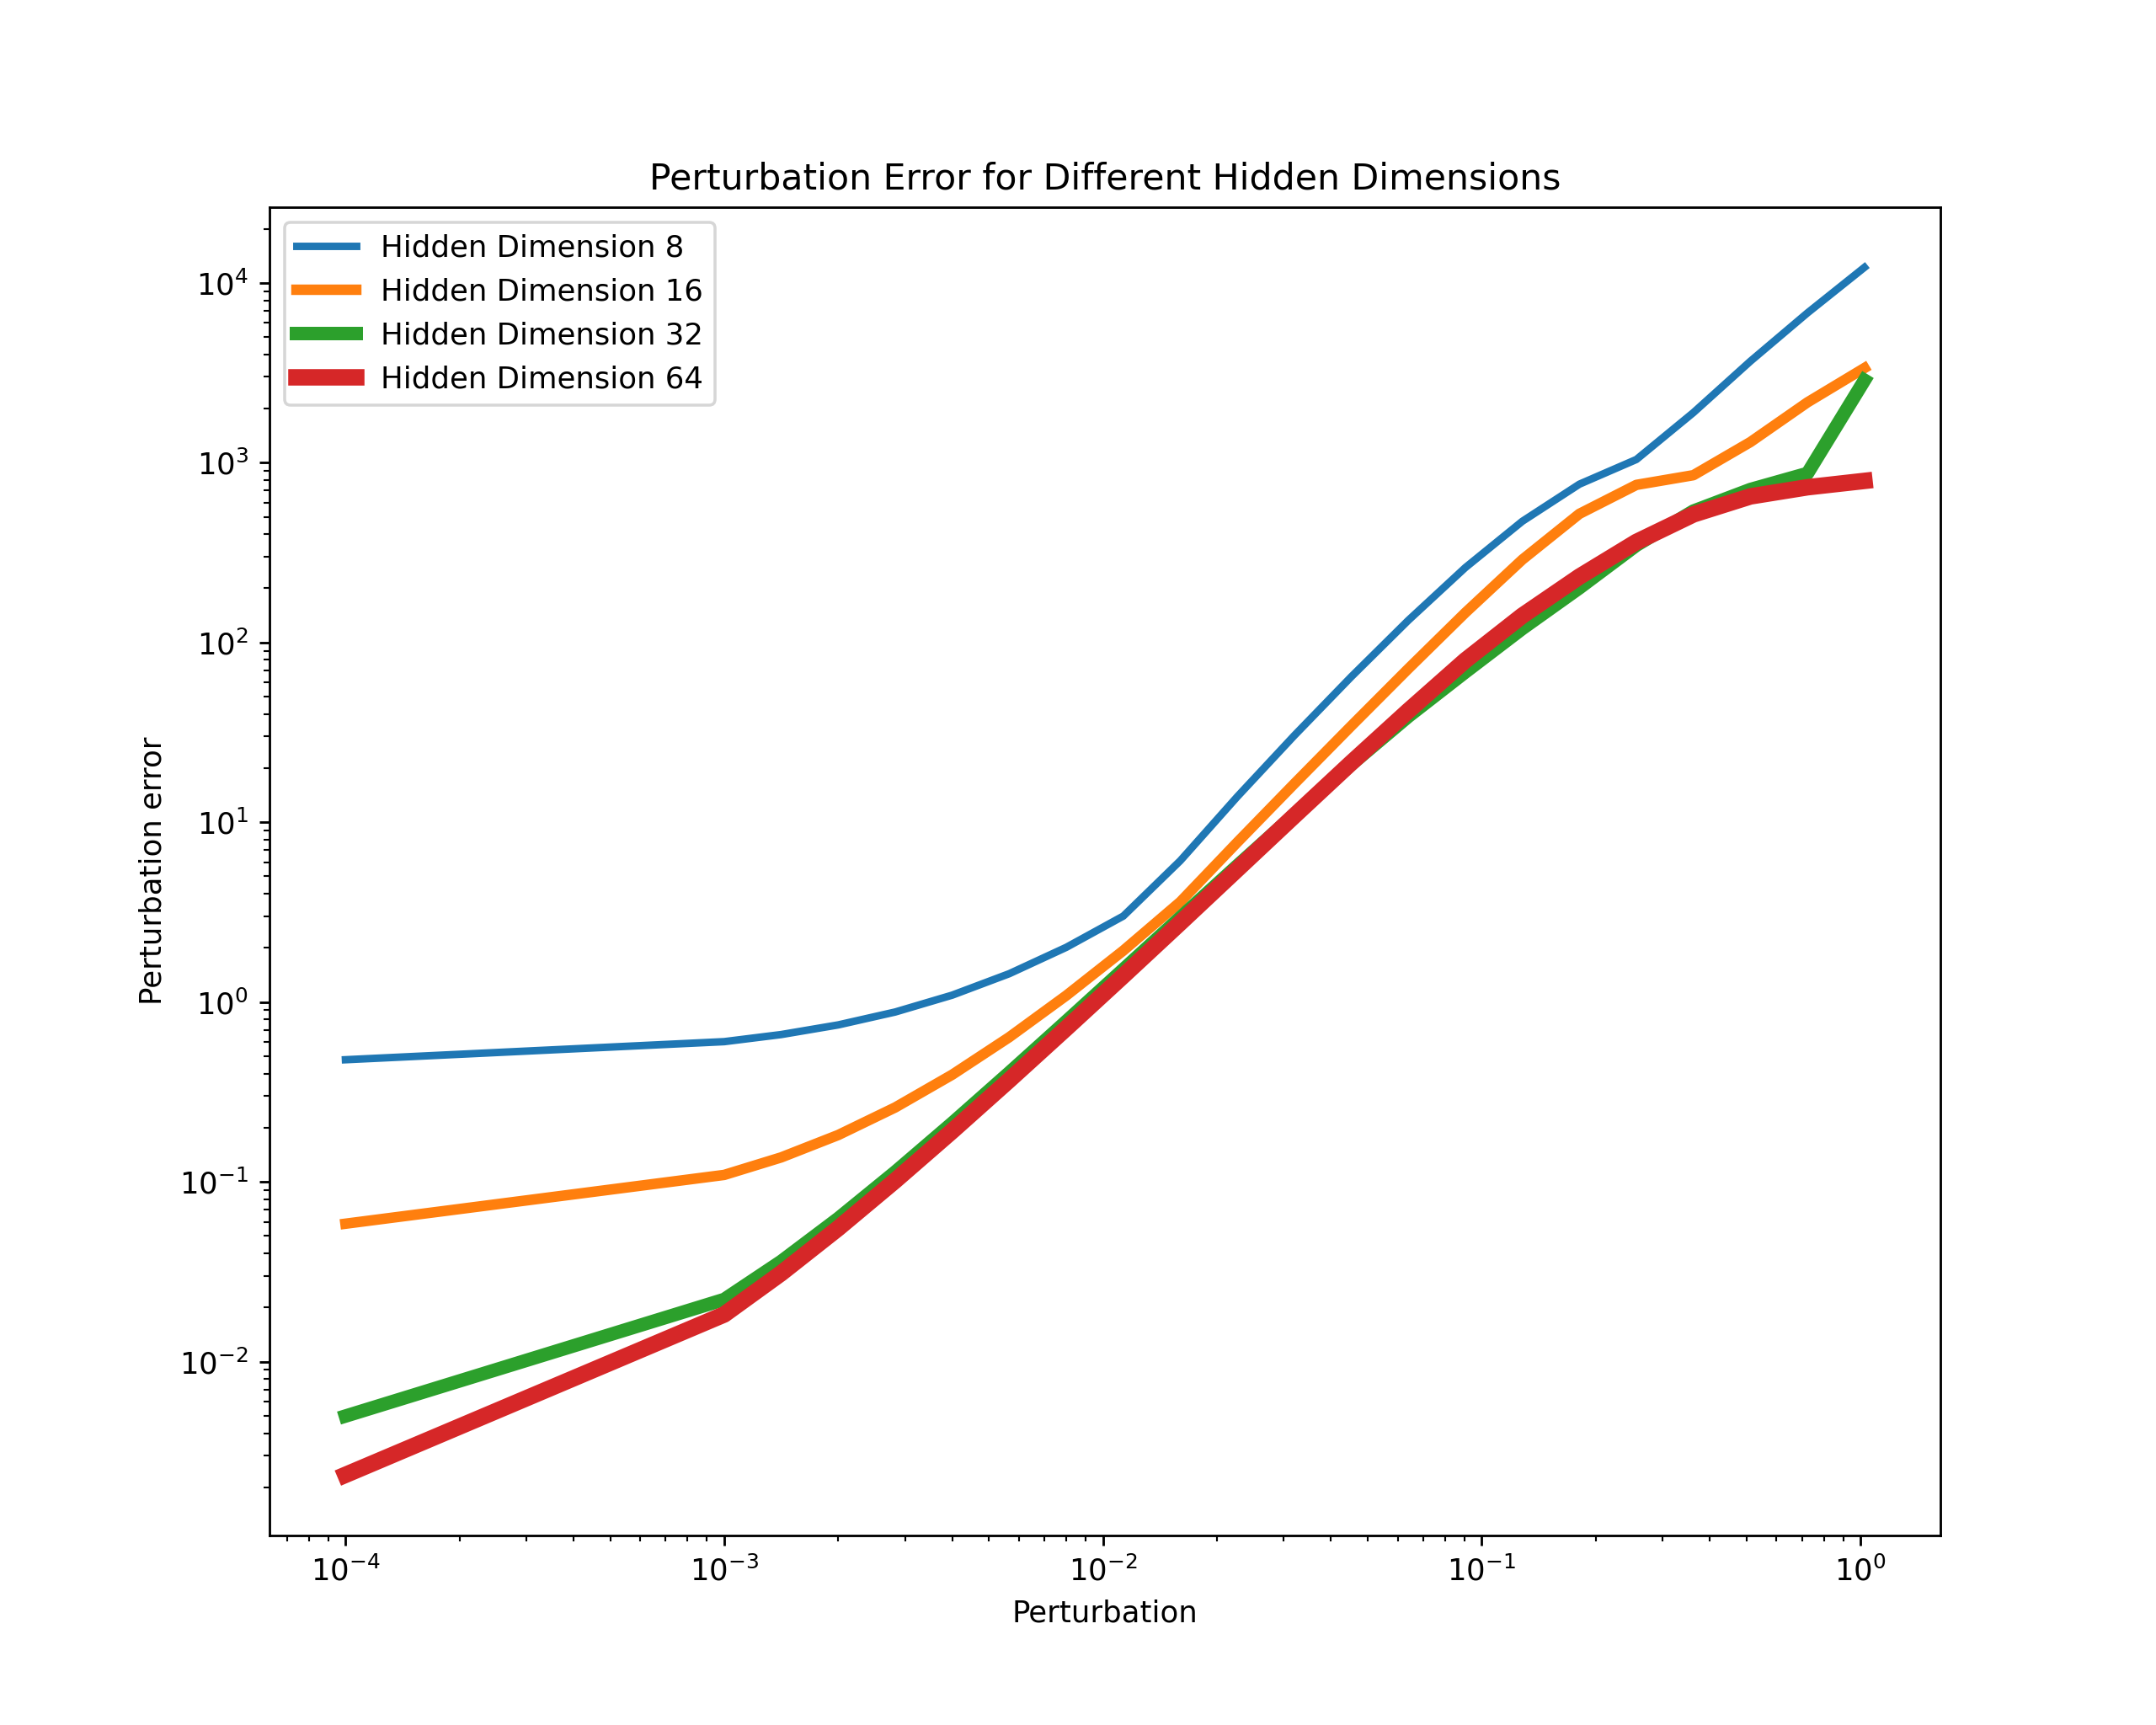 Perturbation Error for Different Hidden Dimensions
Hidden Dimension 8
Hidden Dimension 16
Hidden Dimension 32
Hidden Dimension 64
10⁴
10³
10²
10¹
10⁰
10⁻¹
10⁻²
Perturbation error
10⁻⁴ 10⁻³ 10⁻² 10⁻¹ 10⁰
Perturbation